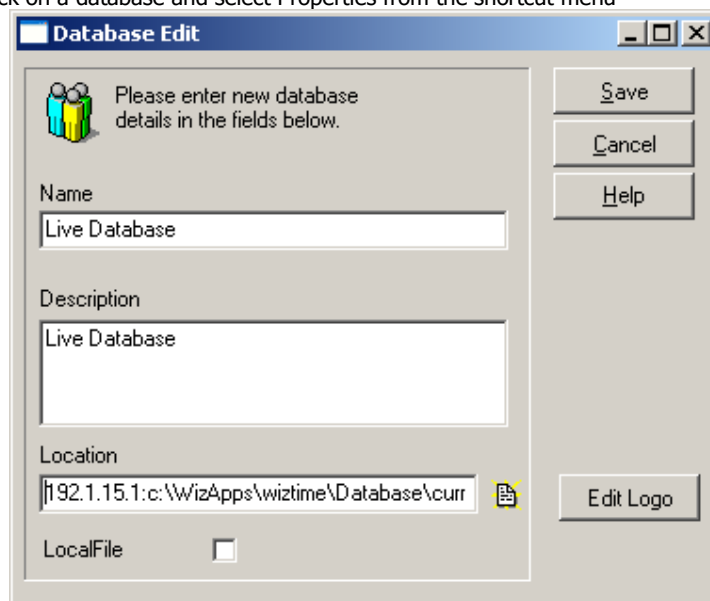 ck on a database and select Properties from the shortcut menu
Database Edit
Please enter new database
details in the fields below.
Save
Cancel
Help
Name
Live Database
Description
Live Database
Location
192.1.15.1:c:\WizApps\wiztime\Database\curr
Edit Logo
LocalFile